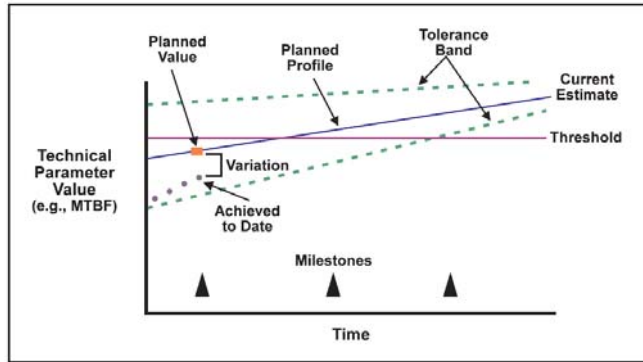 Planned
Value
Planned
Profile
Tolerance
Band
Current
Estimate
Threshold
Technical
Parameter
Value
(e.g., MTBF)
Variation
Achieved
to Date
Milestones
Time